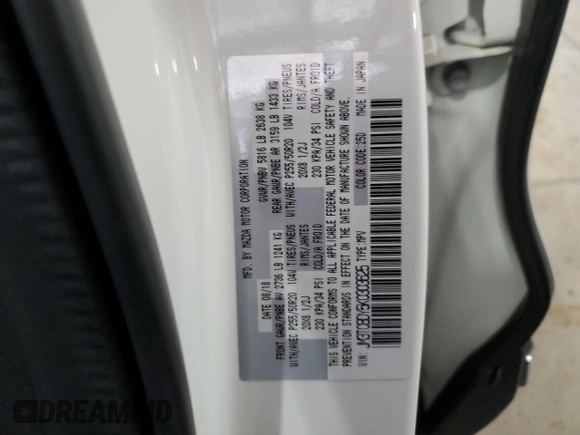 MFD. BY MAZDA MOTOR CORPORATION
DATE 08/18 GVWR/PNBV 5816 LB 2638 KG
FRONT GAWR/PNBE AV 2736 LB 1241 KG REAR GAWR/PNBE AR 3159 LB 1433 KG
WITH/AVEC P255/50R20 104V TIRES/PNEUS WITH/AVEC P255/50R20 104V TIRES/PNEUS
20X8 1/2J RIMS/JANTES 20X8 1/2J RIMS/JANTES
230 KPA/34 PSI COLD/A FROID 230 KPA/34 PSI COLD/A FROID
THIS VEHICLE CONFORMS TO ALL APPLICABLE FEDERAL MOTOR VEHICLE SAFETY AND THEFT
PREVENTION STANDARDS IN EFFECT ON THE DATE OF MANUFACTURE SHOWN ABOVE.
VIN: TYPE:MPV COLOR CODE:25D MADE IN JAPAN
DREAMBID